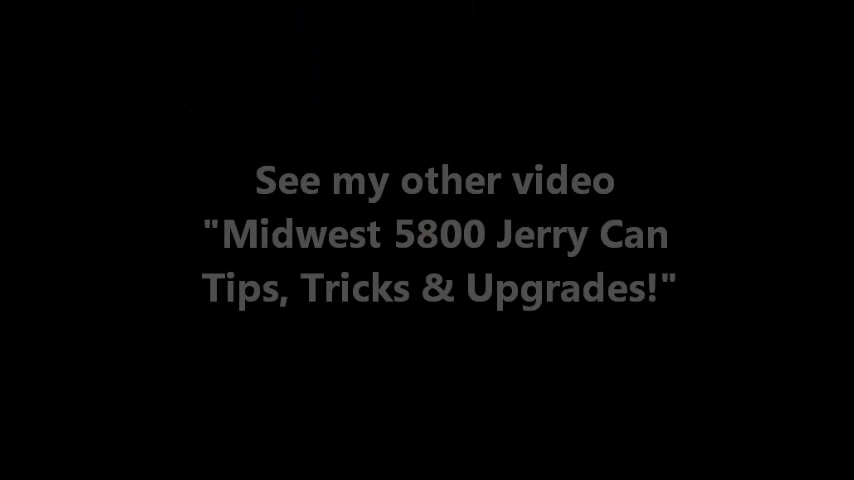 See my other video
"Midwest 5800 Jerry Can
Tips, Tricks & Upgrades!"